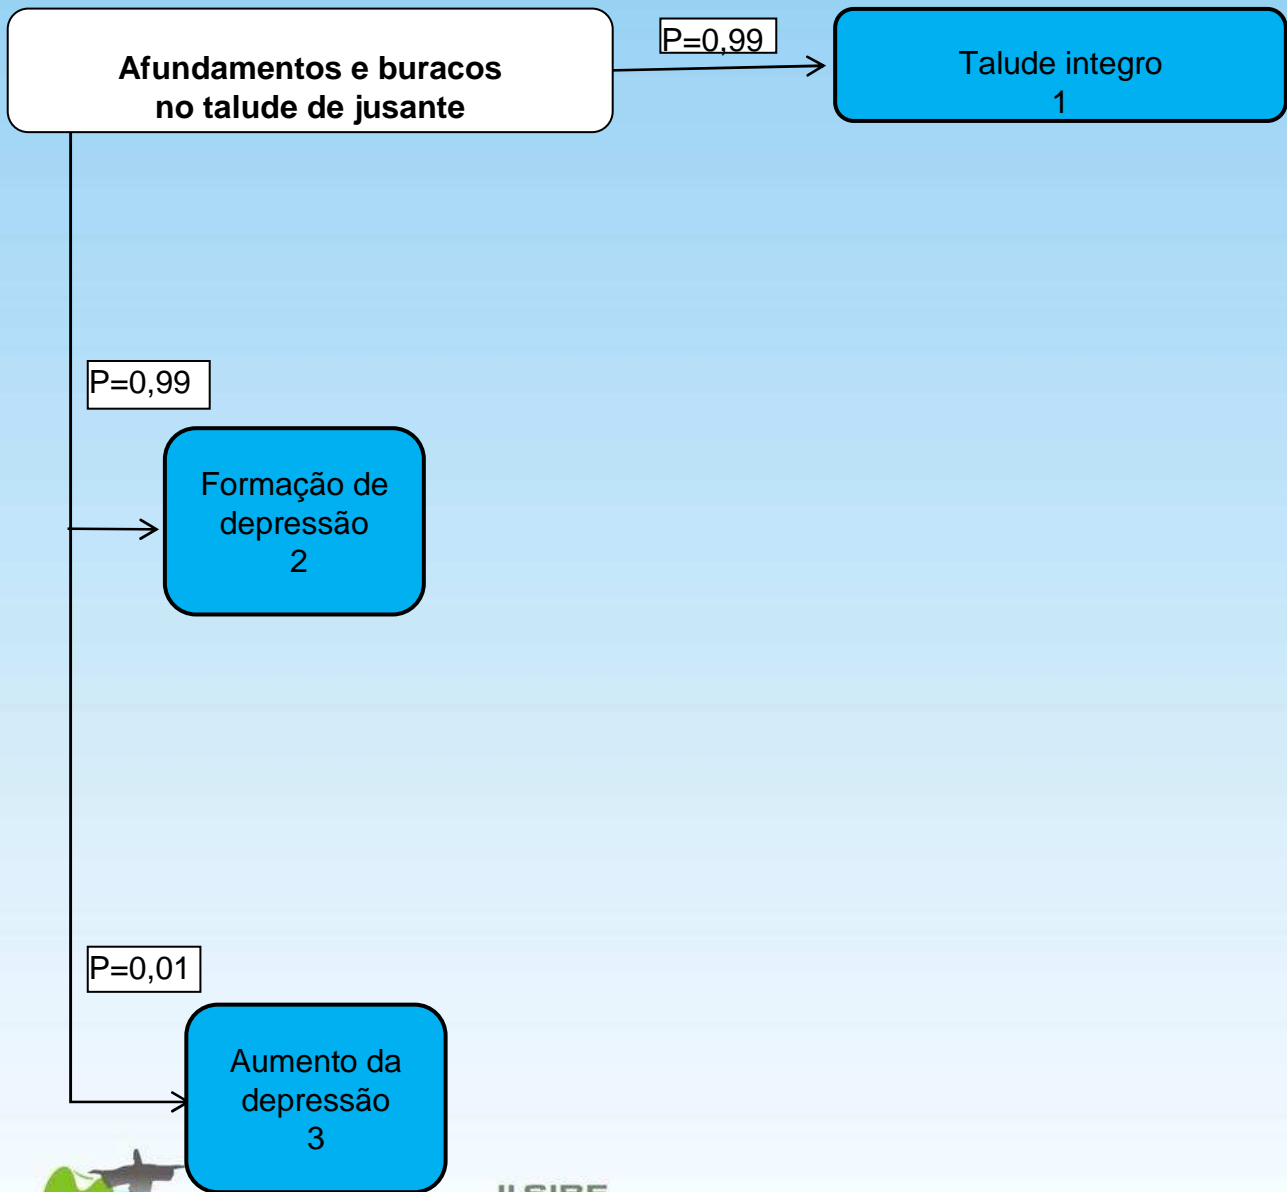 Afundamentos e buracos
no talude de jusante
P=0,99
Talude integro
1
P=0,99
Formação de
depressão
2
P=0,01
Aumento da
depressão
3